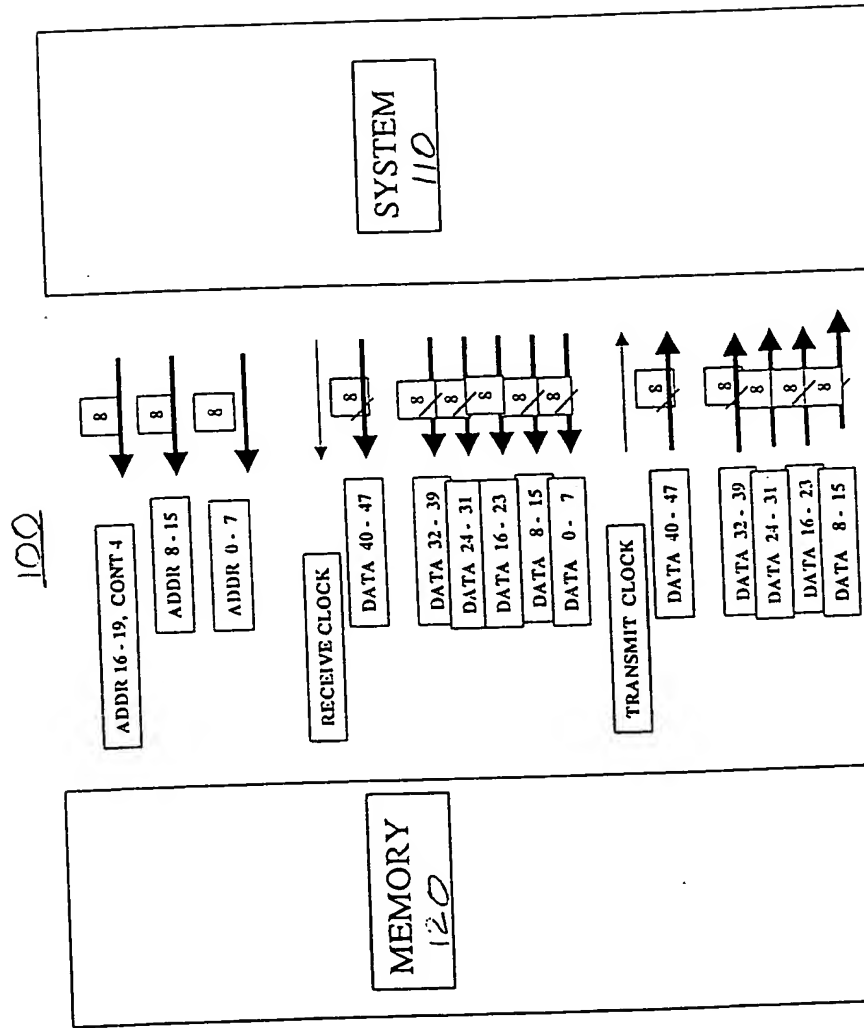 100
SYSTEM
110
ADDR 16 - 19, CONT 4
8
ADDR 8 - 15
8
ADDR 0 - 7
8
RECEIVE CLOCK
DATA 40 - 47
8
DATA 32 - 39
8
DATA 24 - 31
8
DATA 16 - 23
8
DATA 8 - 15
8
DATA 0 - 7
8
TRANSMIT CLOCK
DATA 40 - 47
8
DATA 32 - 39
8
DATA 24 - 31
8
DATA 16 - 23
8
DATA 8 - 15
8
MEMORY
120